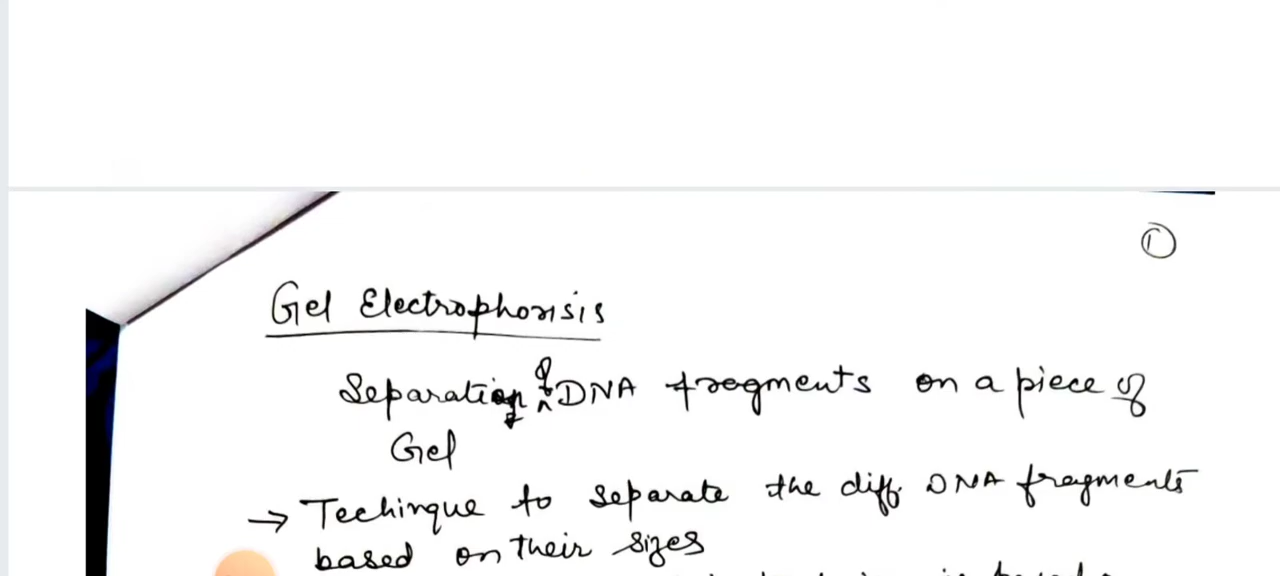 ①
Gel Electrophorisis
Separation of DNA fragments on a piece of
Gel
→ Techinque to separate the diff. DNA fragments
based on their sizes